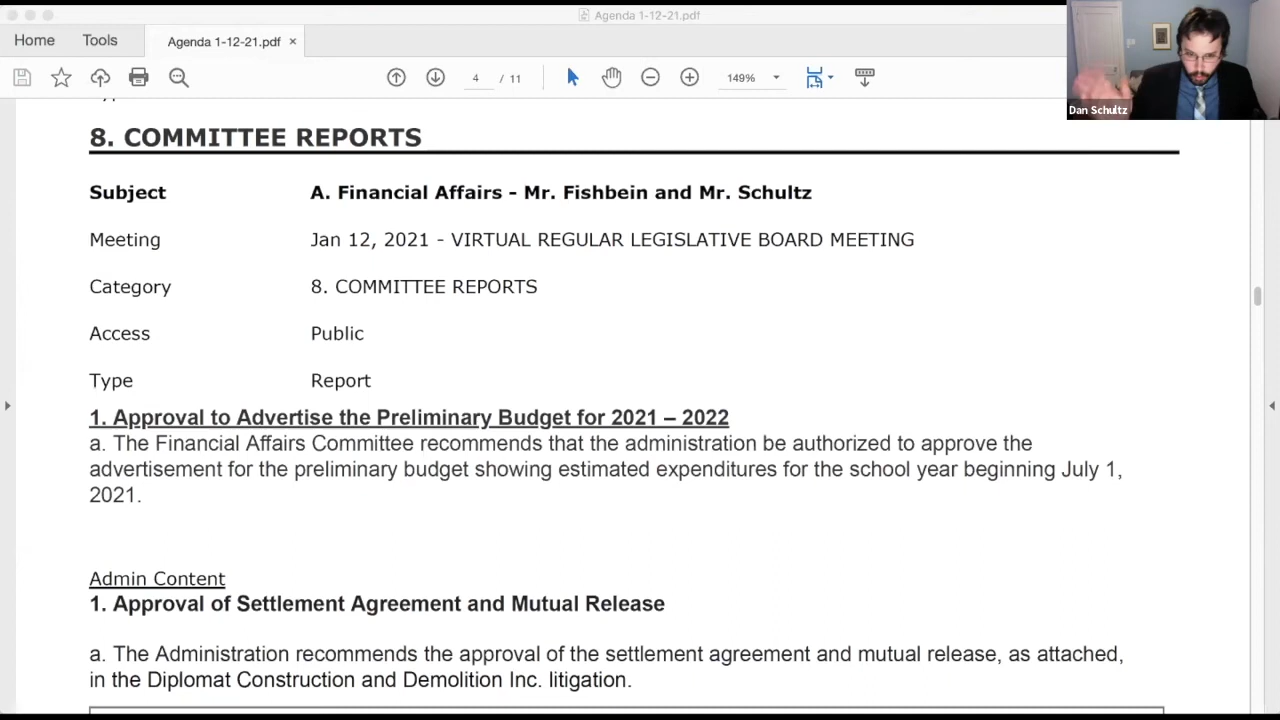 Agenda 1-12-21.pdf
Home Tools Agenda 1-12-21.pdf ×
4 / 11 149%
Dan Schultz
8. COMMITTEE REPORTS
Subject A. Financial Affairs - Mr. Fishbein and Mr. Schultz
Meeting Jan 12, 2021 - VIRTUAL REGULAR LEGISLATIVE BOARD MEETING
Category 8. COMMITTEE REPORTS
Access Public
Type Report
1. Approval to Advertise the Preliminary Budget for 2021 – 2022
a. The Financial Affairs Committee recommends that the administration be authorized to approve the
advertisement for the preliminary budget showing estimated expenditures for the school year beginning July 1,
2021.
Admin Content
1. Approval of Settlement Agreement and Mutual Release
a. The Administration recommends the approval of the settlement agreement and mutual release, as attached,
in the Diplomat Construction and Demolition Inc. litigation.